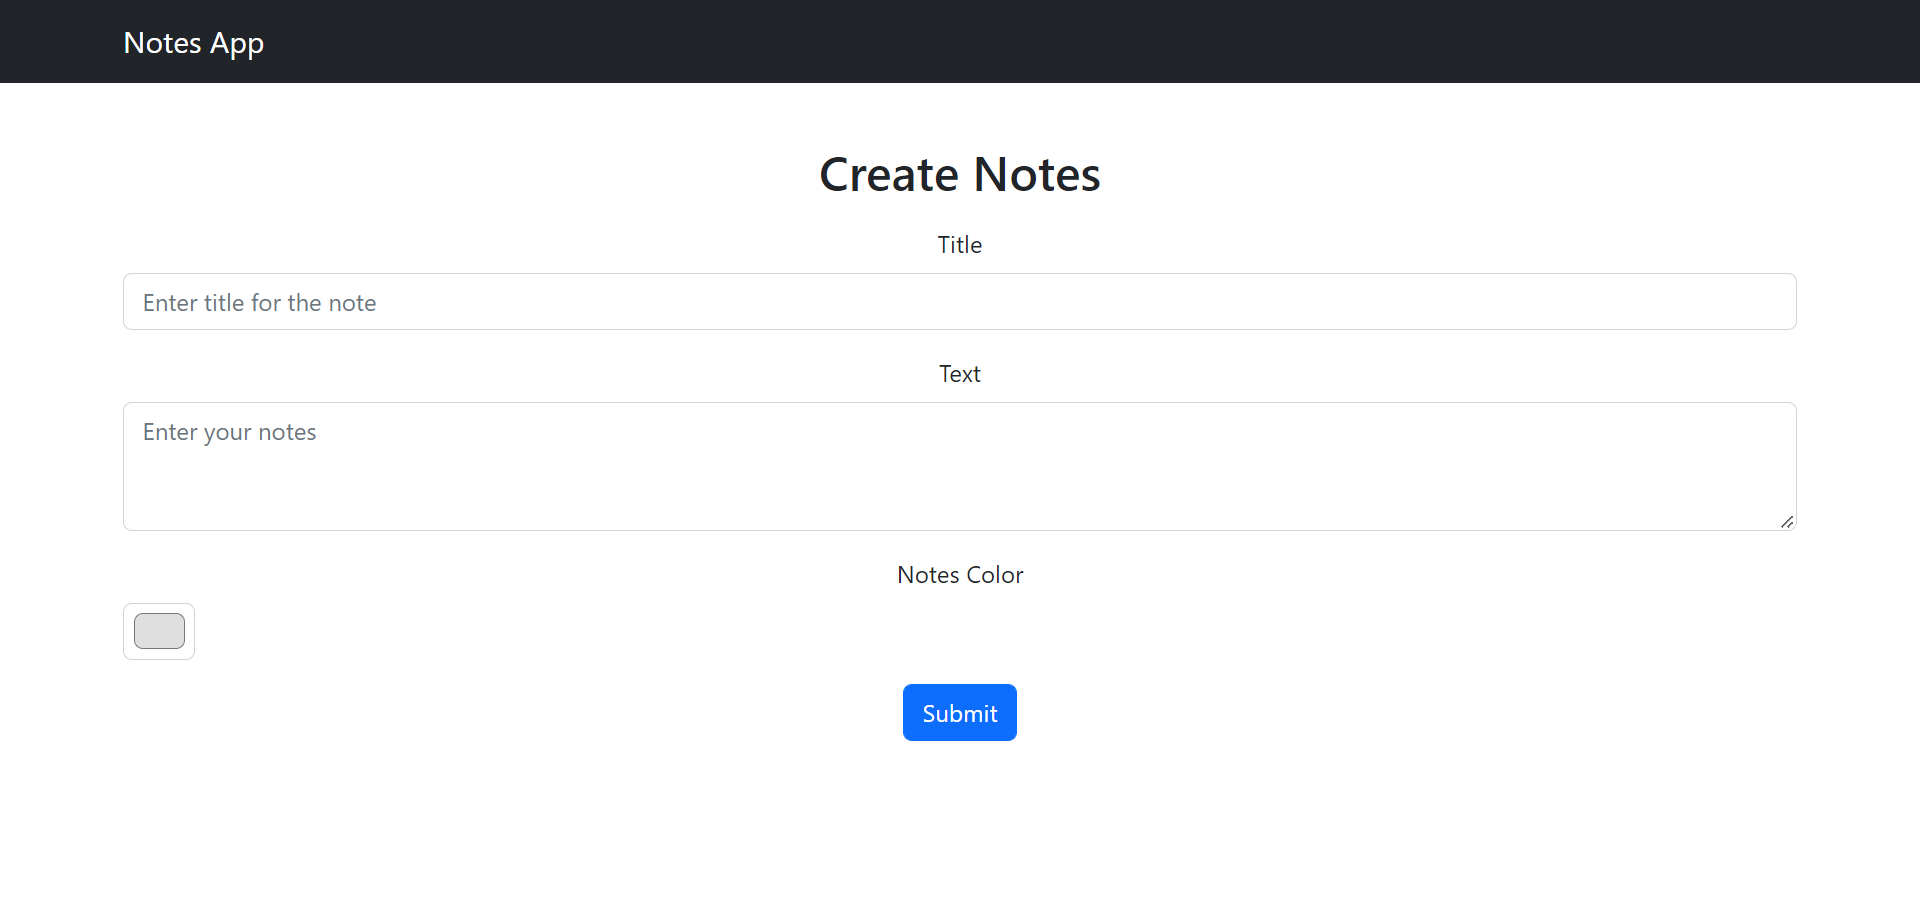 Notes App
Create Notes
Title
Enter title for the note
Text
Enter your notes
Notes Color
Submit